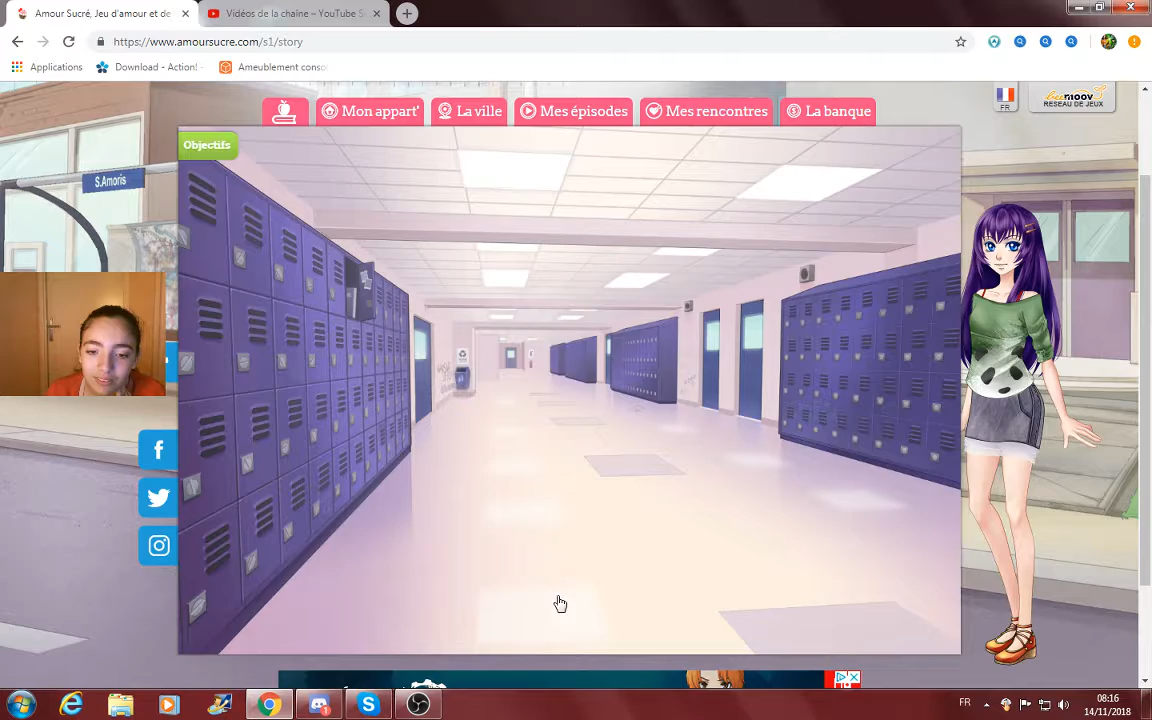 Amour Sucré, Jeu d'amour et de
Vidéos de la chaîne – YouTube S
https://www.amoursucre.com/s1/story
Applications
Download - Action!
Ameublement conso
Mon appart'
La ville
Mes épisodes
Mes rencontres
La banque
FR
beemoov
RESEAU DE JEUX
Objectifs
S.Amoris
FR
08:16
14/11/2018